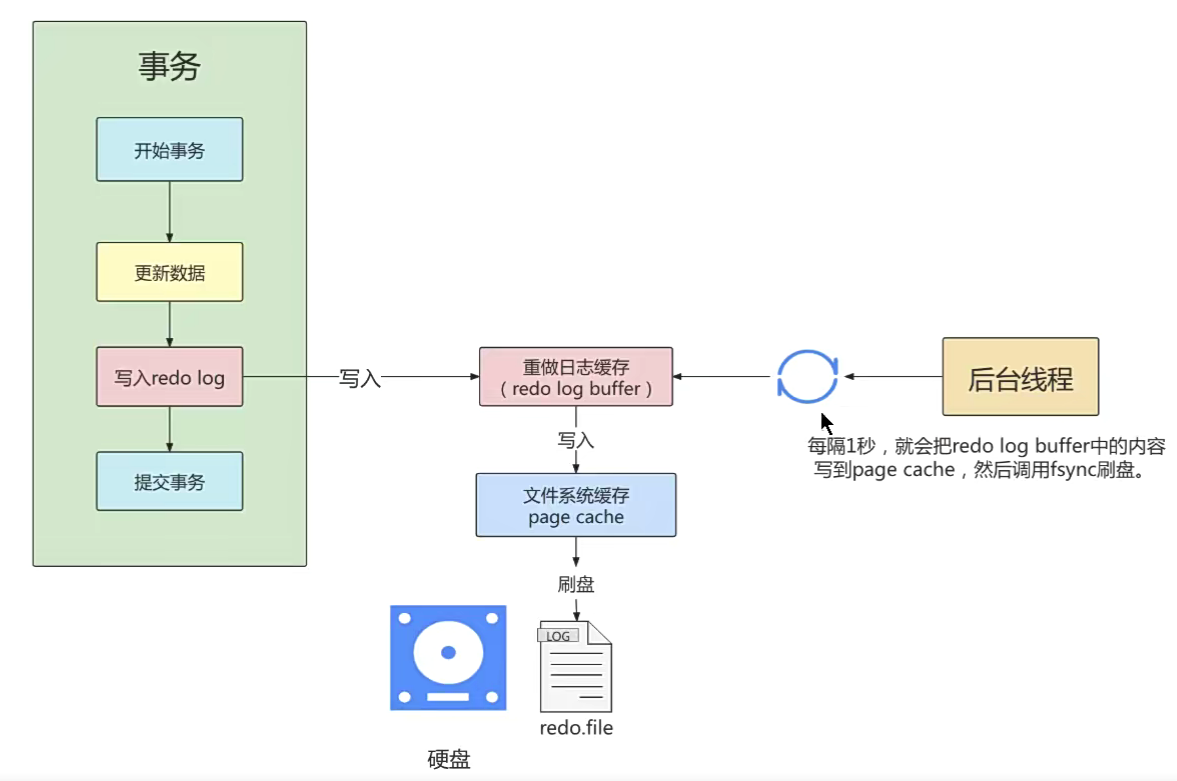 事务
开始事务
更新数据
写入redo log
提交事务
写入
重做日志缓存
（redo log buffer）
写入
文件系统缓存
page cache
刷盘
LOG
redo.file
硬盘
后台线程
每隔1秒，就会把redo log buffer中的内容
写到page cache，然后调用fsync刷盘。